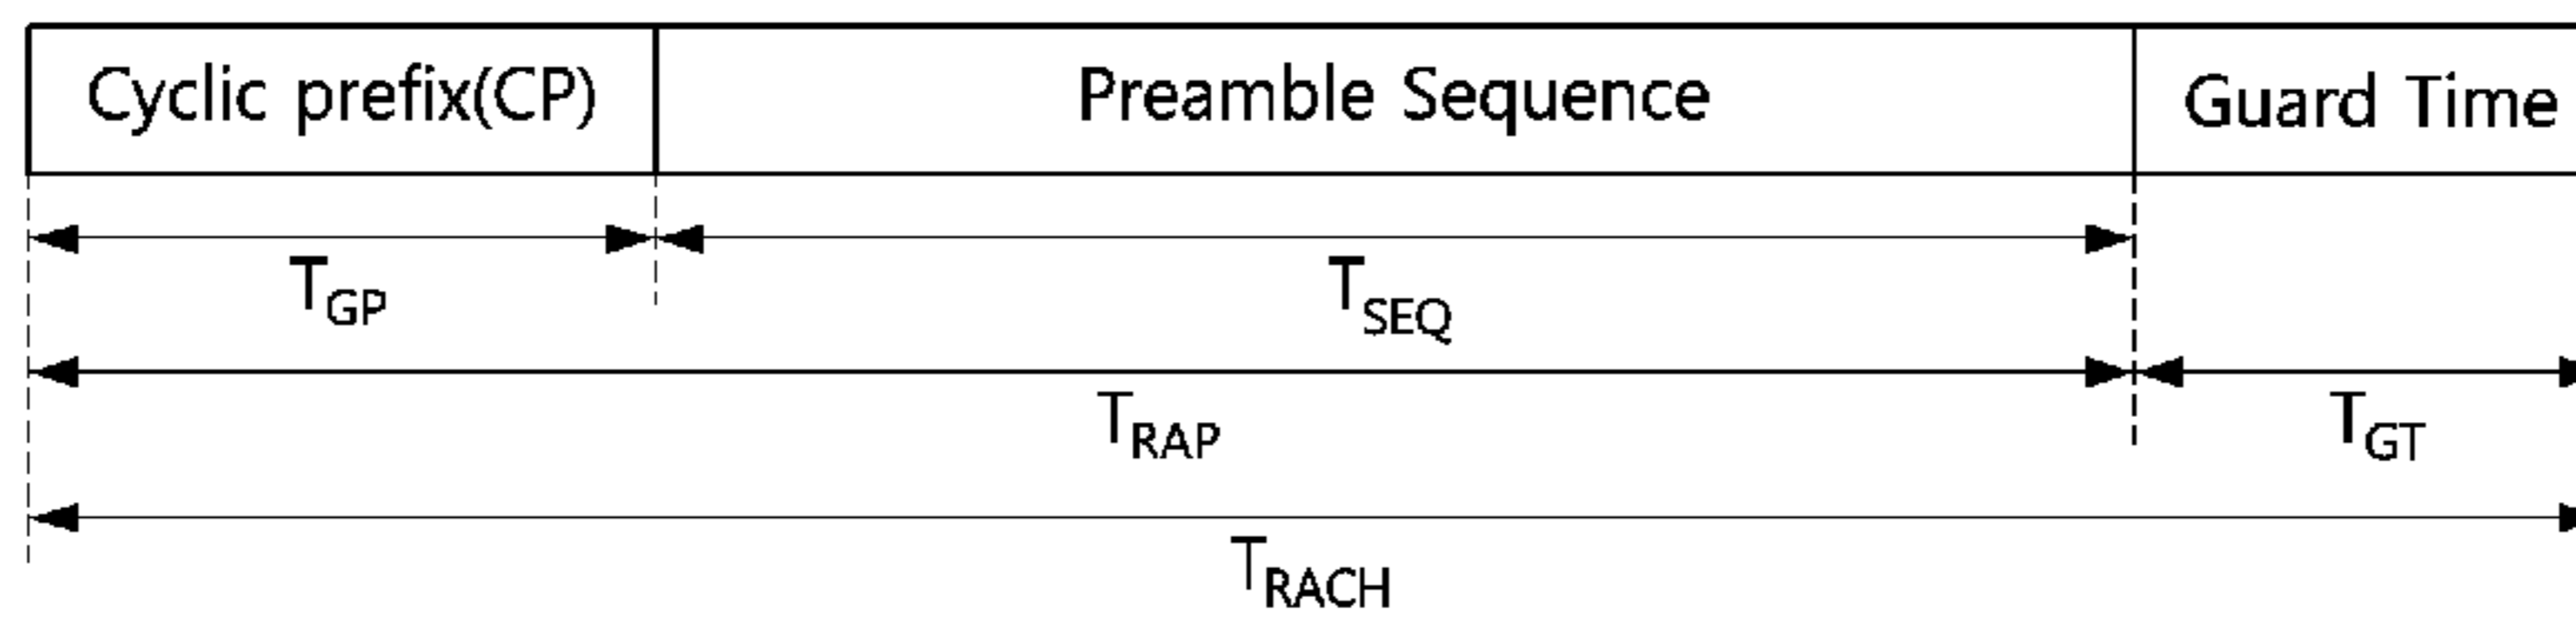 Cyclic prefix(CP) Preamble Sequence Guard Time
TGP TSEQ
TRAP TGT
TRACH